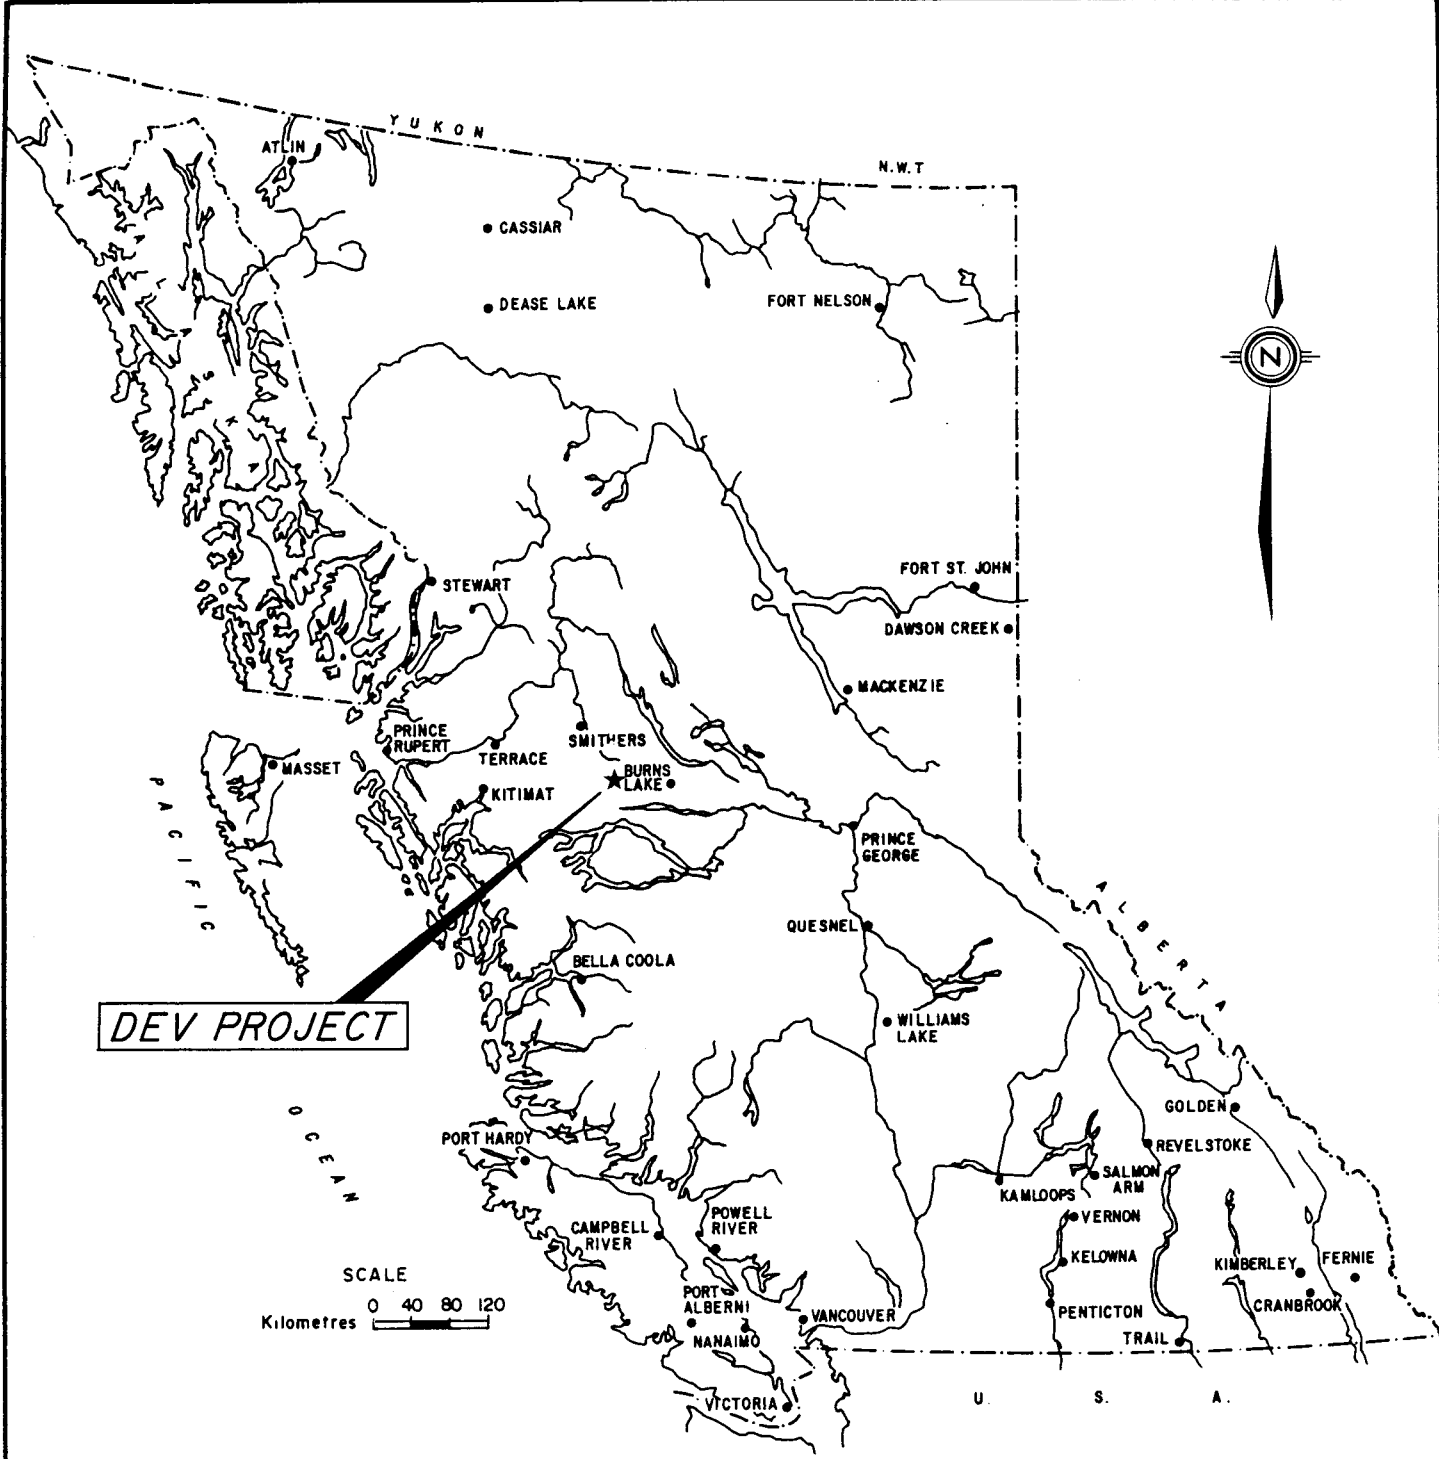 YUKON
N.W.T
ATLIN
CASSIAR
DEASE LAKE
FORT NELSON
ALASKA
N
FORT ST. JOHN
STEWART
DAWSON CREEK
MACKENZIE
PRINCE
RUPERT
SMITHERS
TERRACE
MASSET
BURNS
LAKE
KITIMAT
PRINCE
GEORGE
PACIFIC
ALBERTA
QUESNEL
BELLA COOLA
DEV PROJECT
WILLIAMS
LAKE
OCEAN
GOLDEN
PORT HARDY
REVELSTOKE
SALMON
ARM
KAMLOOPS
POWELL
RIVER
CAMPBELL
RIVER
VERNON
KELOWNA
KIMBERLEY
FERNIE
SCALE
0 40 80 120
Kilometres
PORT
ALBERNI
NANAIMO
VANCOUVER
PENTICTON
CRANBROOK
TRAIL
VICTORIA
U. S. A.